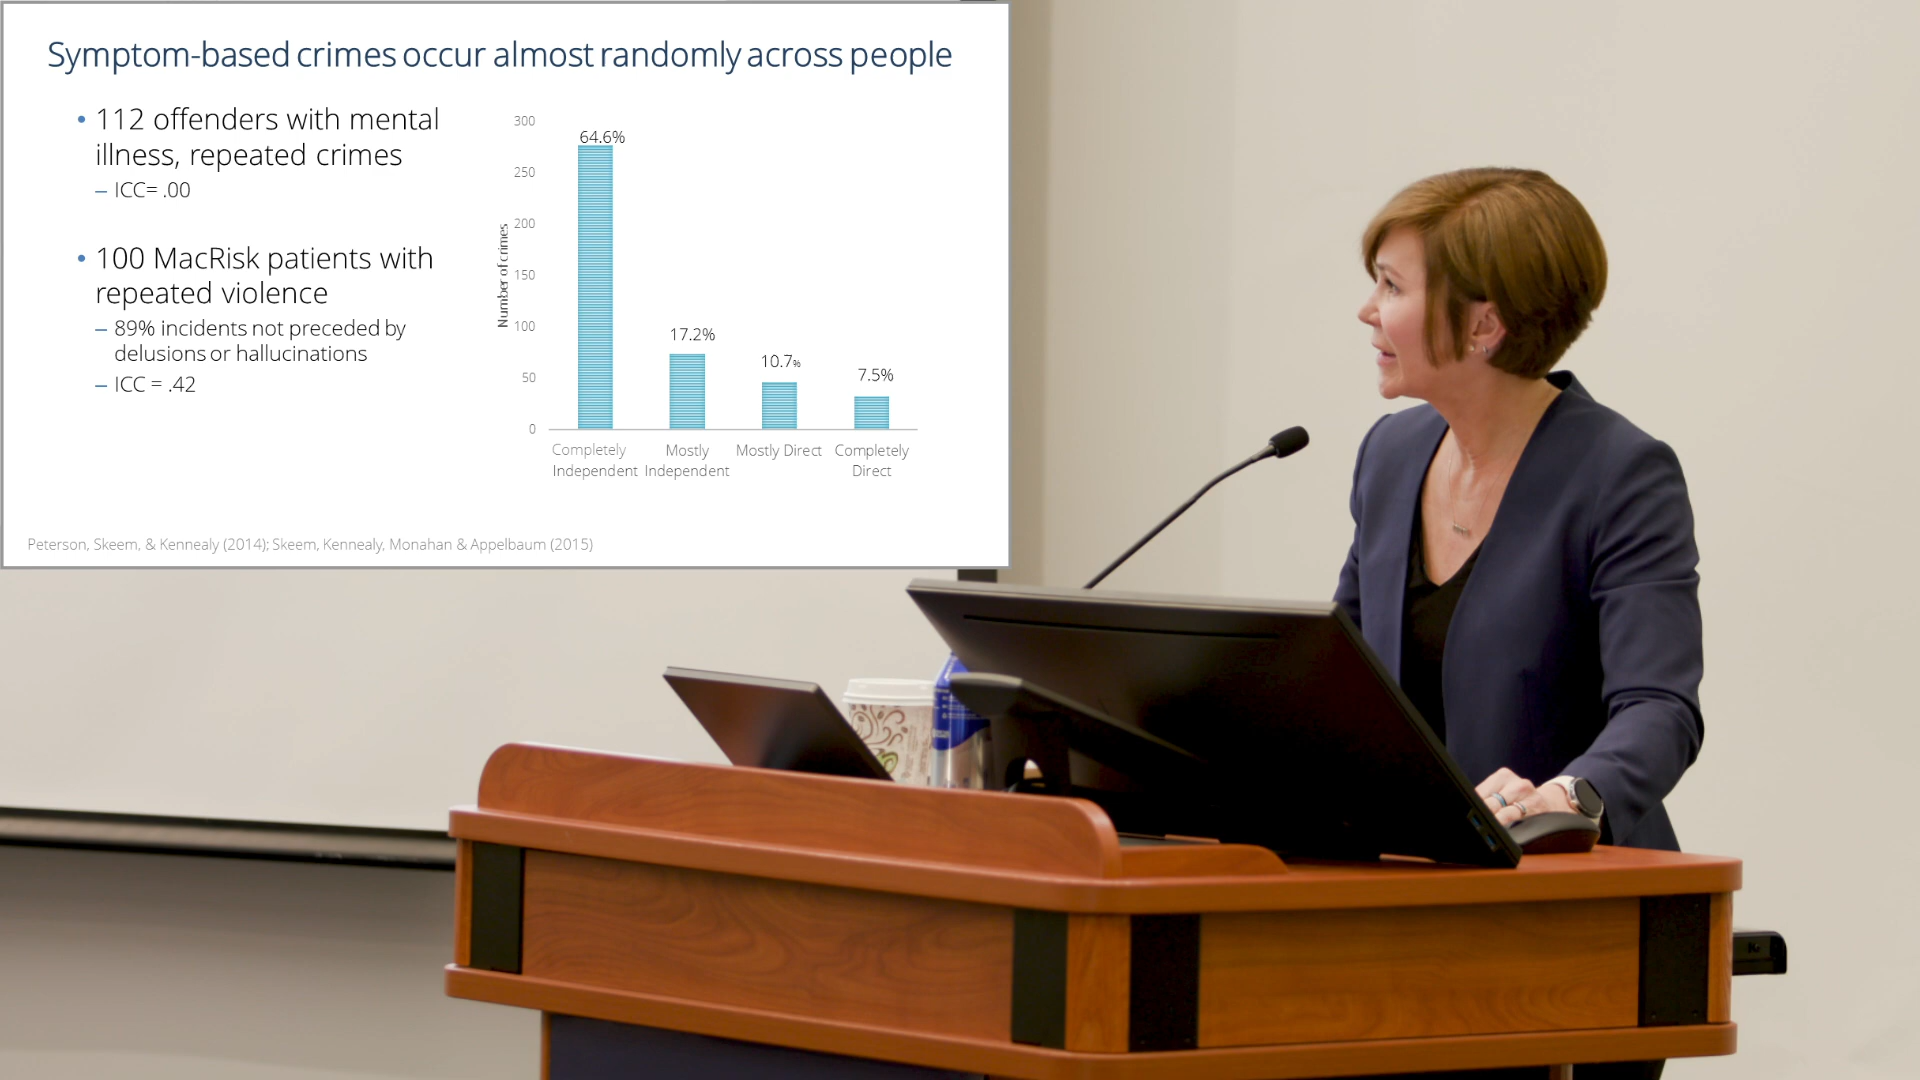 Symptom-based crimes occur almost randomly across people
• 112 offenders with mental
illness, repeated crimes
– ICC= .00
• 100 MacRisk patients with
repeated violence
– 89% incidents not preceded by
delusions or hallucinations
– ICC = .42
Number of crimes
300
250
200
150
100
50
0
64.6%
17.2%
10.7%
7.5%
Completely
Independent
Mostly
Independent
Mostly Direct
Completely
Direct
Peterson, Skeem, & Kennealy (2014); Skeem, Kennealy, Monahan & Appelbaum (2015)